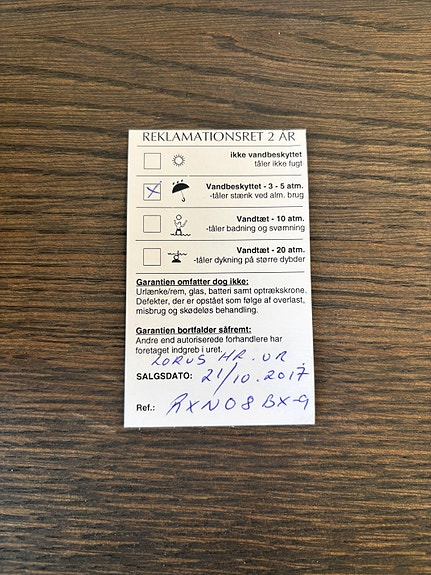 REKLAMATIONSRET 2 ÅR
ikke vandbeskyttet
tåler ikke fugt
Vandbeskyttet - 3 - 5 atm.
-tåler stænk ved alm. brug
Vandtæt - 10 atm.
-tåler badning og svømning
Vandtæt - 20 atm.
-tåler dykning på større dybder
Garantien omfatter dog ikke:
Urlænke/rem, glas, batteri samt optrækskrone.
Defekter, der er opstået som følge af overlast,
misbrug og skødeløs behandling.
Garantien bortfalder såfremt:
Andre end autoriserede forhandlere har
foretaget indgreb i uret.
LORUS HR. UR
SALGSDATO: 21/10.2017
Ref.: RXN08BX-9